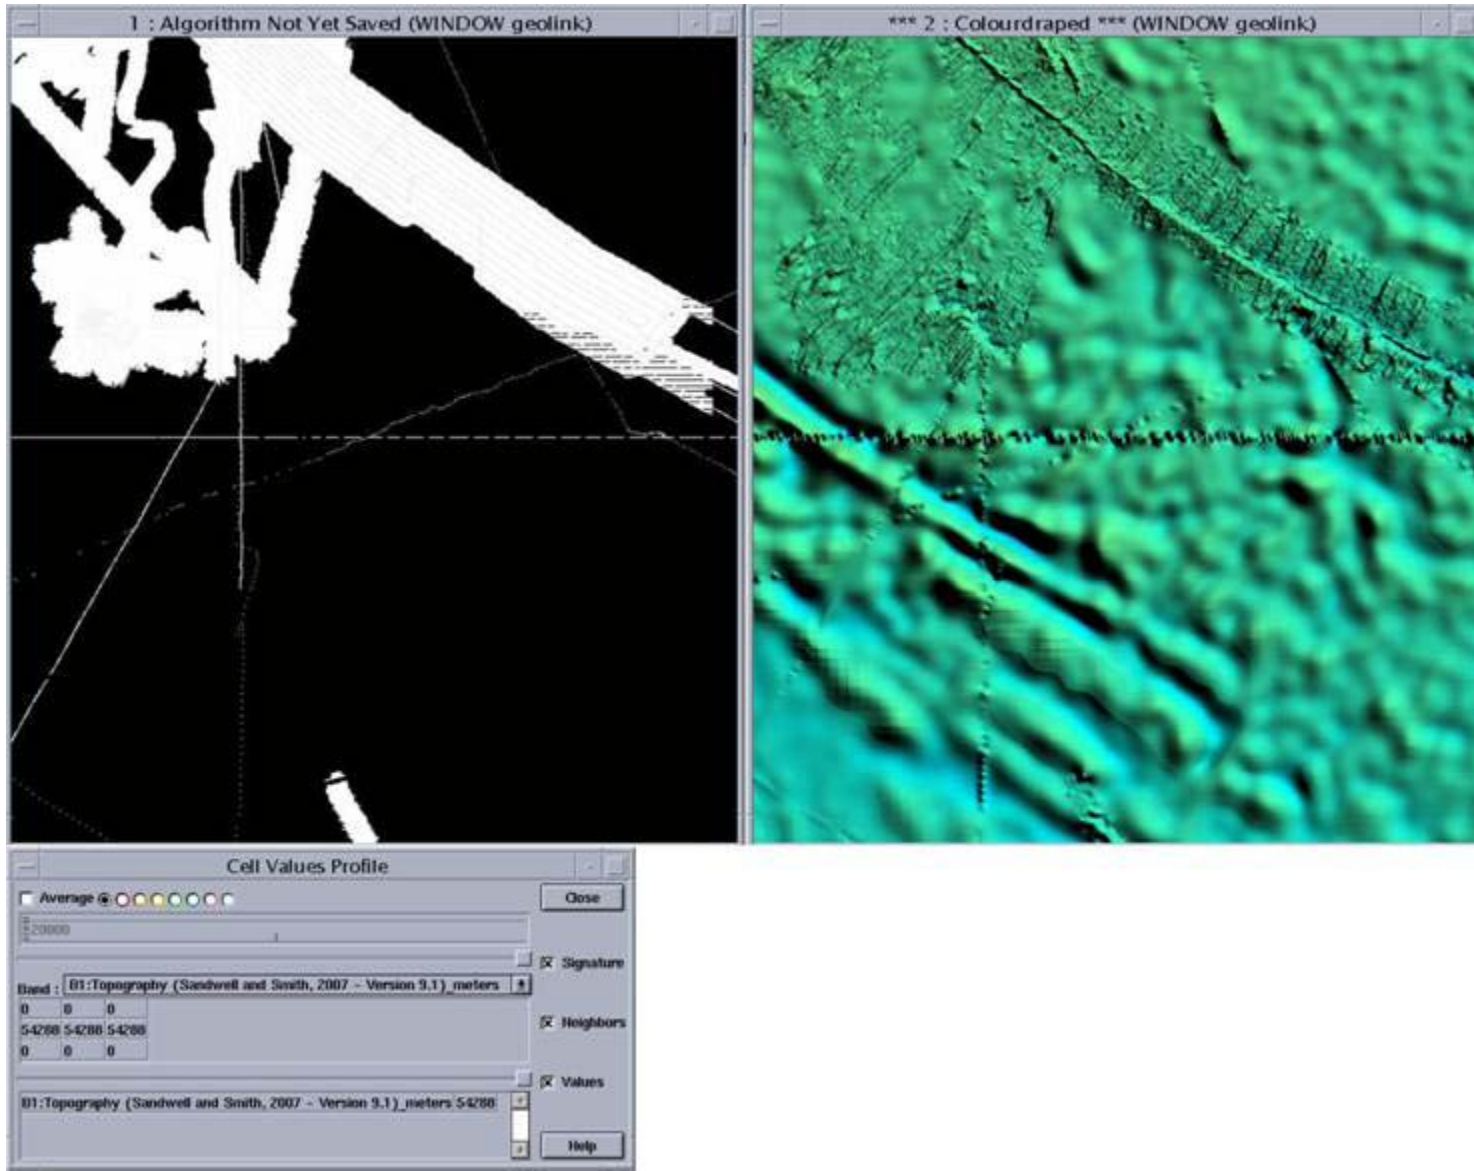 1 : Algorithm Not Yet Saved (WINDOW geolink)
*** 2 : Colourdraped *** (WINDOW geolink)
Cell Values Profile
Average
Close
20000
Signature
Band : B1:Topography (Sandwell and Smith, 2007 - Version 9.1)_meters
0 0 0
54288 54288 54288
Neighbors
0 0 0
Values
B1:Topography (Sandwell and Smith, 2007 - Version 9.1)_meters 54288
Help